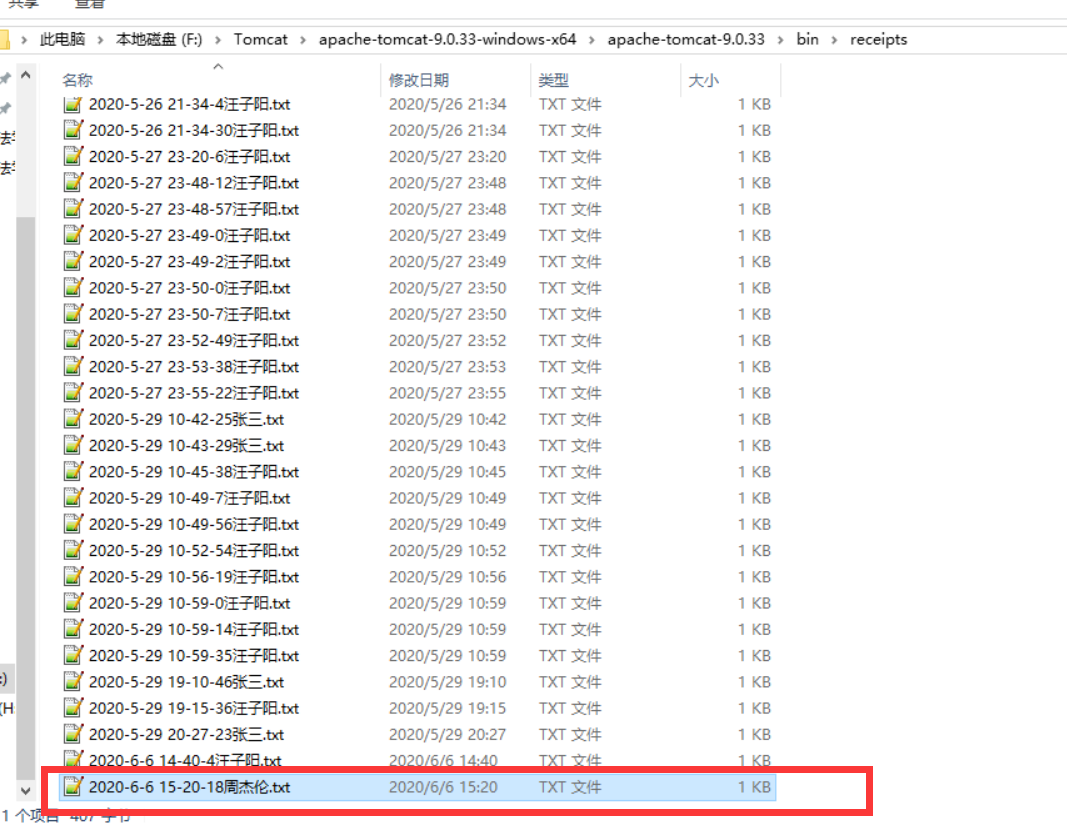 共享 查看
此电脑 > 本地磁盘 (F:) > Tomcat > apache-tomcat-9.0.33-windows-x64 > apache-tomcat-9.0.33 > bin > receipts
名称 修改日期 类型 大小
2020-5-26 21-34-4汪子阳.txt 2020/5/26 21:34 TXT 文件 1 KB
2020-5-26 21-34-30汪子阳.txt 2020/5/26 21:34 TXT 文件 1 KB
2020-5-27 23-20-6汪子阳.txt 2020/5/27 23:20 TXT 文件 1 KB
2020-5-27 23-48-12汪子阳.txt 2020/5/27 23:48 TXT 文件 1 KB
2020-5-27 23-48-57汪子阳.txt 2020/5/27 23:48 TXT 文件 1 KB
2020-5-27 23-49-0汪子阳.txt 2020/5/27 23:49 TXT 文件 1 KB
2020-5-27 23-49-2汪子阳.txt 2020/5/27 23:49 TXT 文件 1 KB
2020-5-27 23-50-0汪子阳.txt 2020/5/27 23:50 TXT 文件 1 KB
2020-5-27 23-50-7汪子阳.txt 2020/5/27 23:50 TXT 文件 1 KB
2020-5-27 23-52-49汪子阳.txt 2020/5/27 23:52 TXT 文件 1 KB
2020-5-27 23-53-38汪子阳.txt 2020/5/27 23:53 TXT 文件 1 KB
2020-5-27 23-55-22汪子阳.txt 2020/5/27 23:55 TXT 文件 1 KB
2020-5-29 10-42-25张三.txt 2020/5/29 10:42 TXT 文件 1 KB
2020-5-29 10-43-29张三.txt 2020/5/29 10:43 TXT 文件 1 KB
2020-5-29 10-45-38汪子阳.txt 2020/5/29 10:45 TXT 文件 1 KB
2020-5-29 10-49-7汪子阳.txt 2020/5/29 10:49 TXT 文件 1 KB
2020-5-29 10-49-56汪子阳.txt 2020/5/29 10:49 TXT 文件 1 KB
2020-5-29 10-52-54汪子阳.txt 2020/5/29 10:52 TXT 文件 1 KB
2020-5-29 10-56-19汪子阳.txt 2020/5/29 10:56 TXT 文件 1 KB
2020-5-29 10-59-0汪子阳.txt 2020/5/29 10:59 TXT 文件 1 KB
2020-5-29 10-59-14汪子阳.txt 2020/5/29 10:59 TXT 文件 1 KB
2020-5-29 10-59-35汪子阳.txt 2020/5/29 10:59 TXT 文件 1 KB
2020-5-29 19-10-46张三.txt 2020/5/29 19:10 TXT 文件 1 KB
2020-5-29 19-15-36汪子阳.txt 2020/5/29 19:15 TXT 文件 1 KB
2020-5-29 20-27-23张三.txt 2020/5/29 20:27 TXT 文件 1 KB
2020-6-6 14-40-4汪子阳.txt 2020/6/6 14:40 TXT 文件 1 KB
2020-6-6 15-20-18周杰伦.txt 2020/6/6 15:20 TXT 文件 1 KB
1 个项目 407 字节